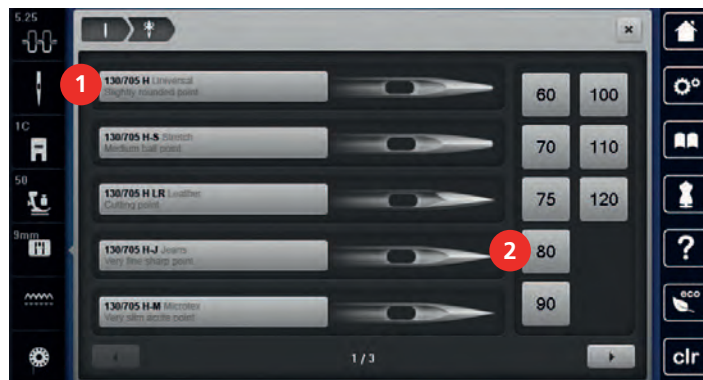 5.25
×
1
130/705 H Universal
Slightly rounded point
60 100
1C
130/705 H-S Stretch
Medium ball point
70 110
50
130/705 H LR Leather
Cutting point
75 120
9mm
130/705 H-J Jeans
Very fine sharp point
2
80
?
130/705 H-M Microtex
Very slim acute point
90
eco
1 / 3
clr